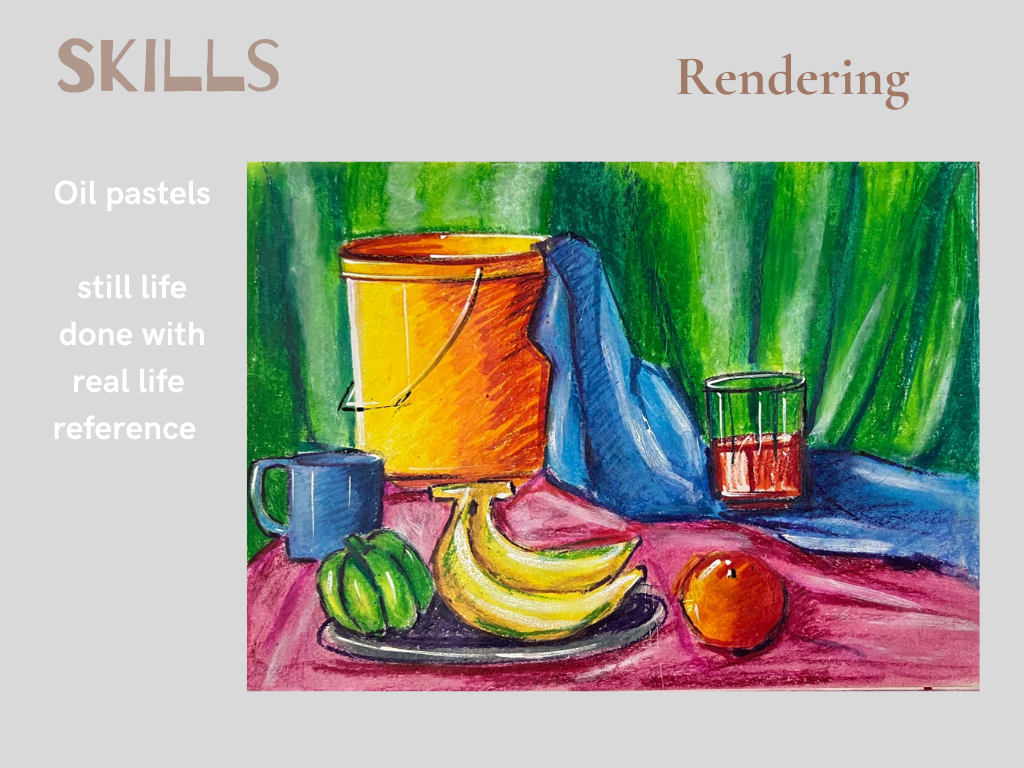 SKILLS
Rendering
Oil pastels
still life
done with
real life
reference